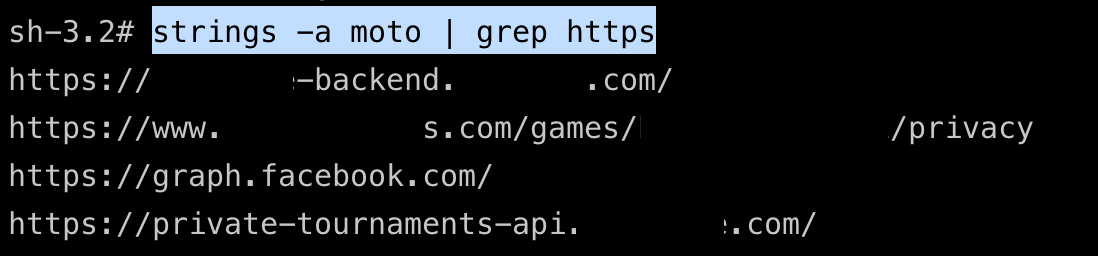 sh-3.2# strings -a moto | grep https
https:// -backend. .com/
https://www. s.com/games/ /privacy
https://graph.facebook.com/
https://private-tournaments-api. .com/